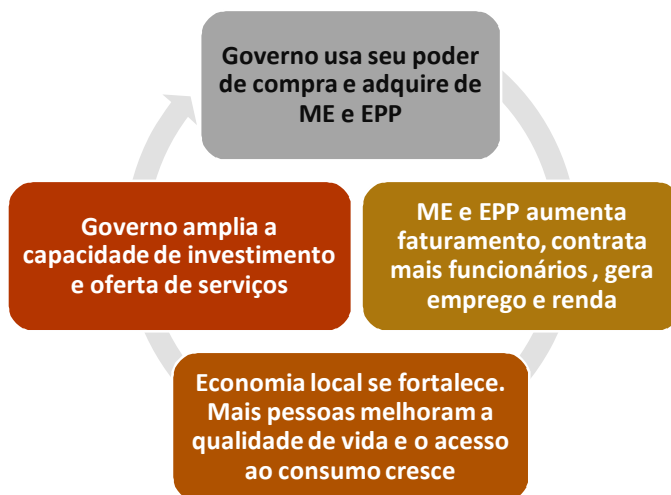 Governo usa seu poder
de compra e adquire de
ME e EPP
ME e EPP aumenta
faturamento, contrata
mais funcionários , gera
emprego e renda
Economia local se fortalece.
Mais pessoas melhoram a
qualidade de vida e o acesso
ao consumo cresce
Governo amplia a
capacidade de investimento
e oferta de serviços